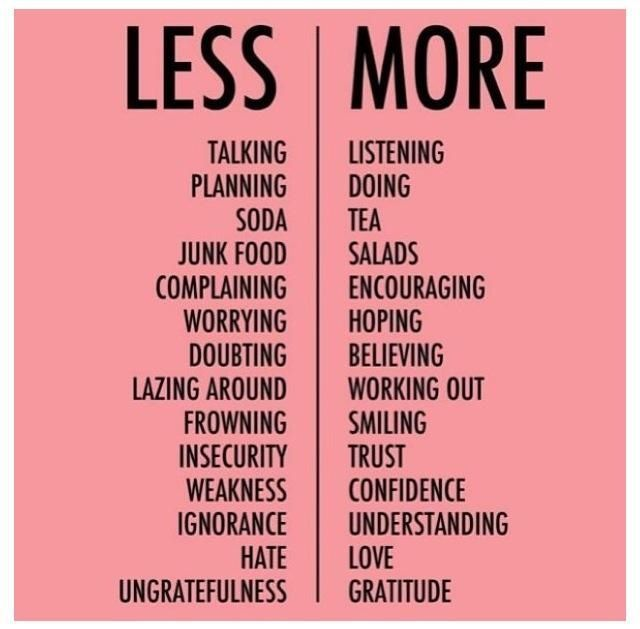 LESS | MORE
TALKING LISTENING
PLANNING DOING
SODA TEA
JUNK FOOD SALADS
COMPLAINING ENCOURAGING
WORRYING HOPING
DOUBTING BELIEVING
LAZING AROUND WORKING OUT
FROWNING SMILING
INSECURITY TRUST
WEAKNESS CONFIDENCE
IGNORANCE UNDERSTANDING
HATE LOVE
UNGRATEFULNESS GRATITUDE